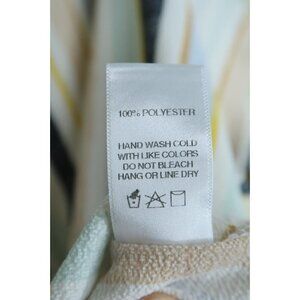 100% POLYESTER
HAND WASH COLD
WITH LIKE COLORS
DO NOT BLEACH
HANG OR LINE DRY